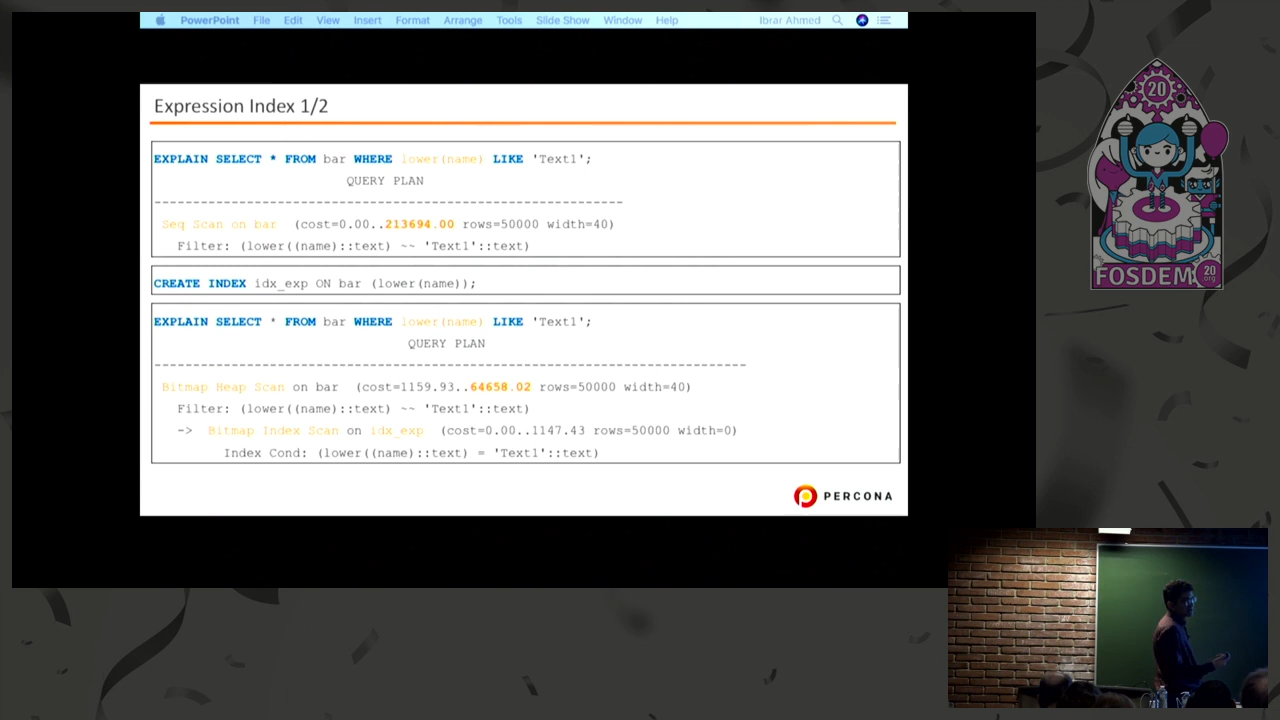 PowerPoint File Edit View Insert Format Arrange Tools Slide Show Window Help Ibrar Ahmed
Expression Index 1/2
EXPLAIN SELECT * FROM bar WHERE lower(name) LIKE 'Text1';
QUERY PLAN
-------------------------------------------------------------
Seq Scan on bar (cost=0.00..213694.00 rows=50000 width=40)
Filter: (lower((name)::text) ~~ 'Text1'::text)
CREATE INDEX idx_exp ON bar (lower(name));
EXPLAIN SELECT * FROM bar WHERE lower(name) LIKE 'Text1';
QUERY PLAN
-----------------------------------------------------------------------------
Bitmap Heap Scan on bar (cost=1159.93..64658.02 rows=50000 width=40)
Filter: (lower((name)::text) ~~ 'Text1'::text)
-> Bitmap Index Scan on idx_exp (cost=0.00..1147.43 rows=50000 width=0)
Index Cond: (lower((name)::text) = 'Text1'::text)
PERCONA
20
FOSDEM
20
.org